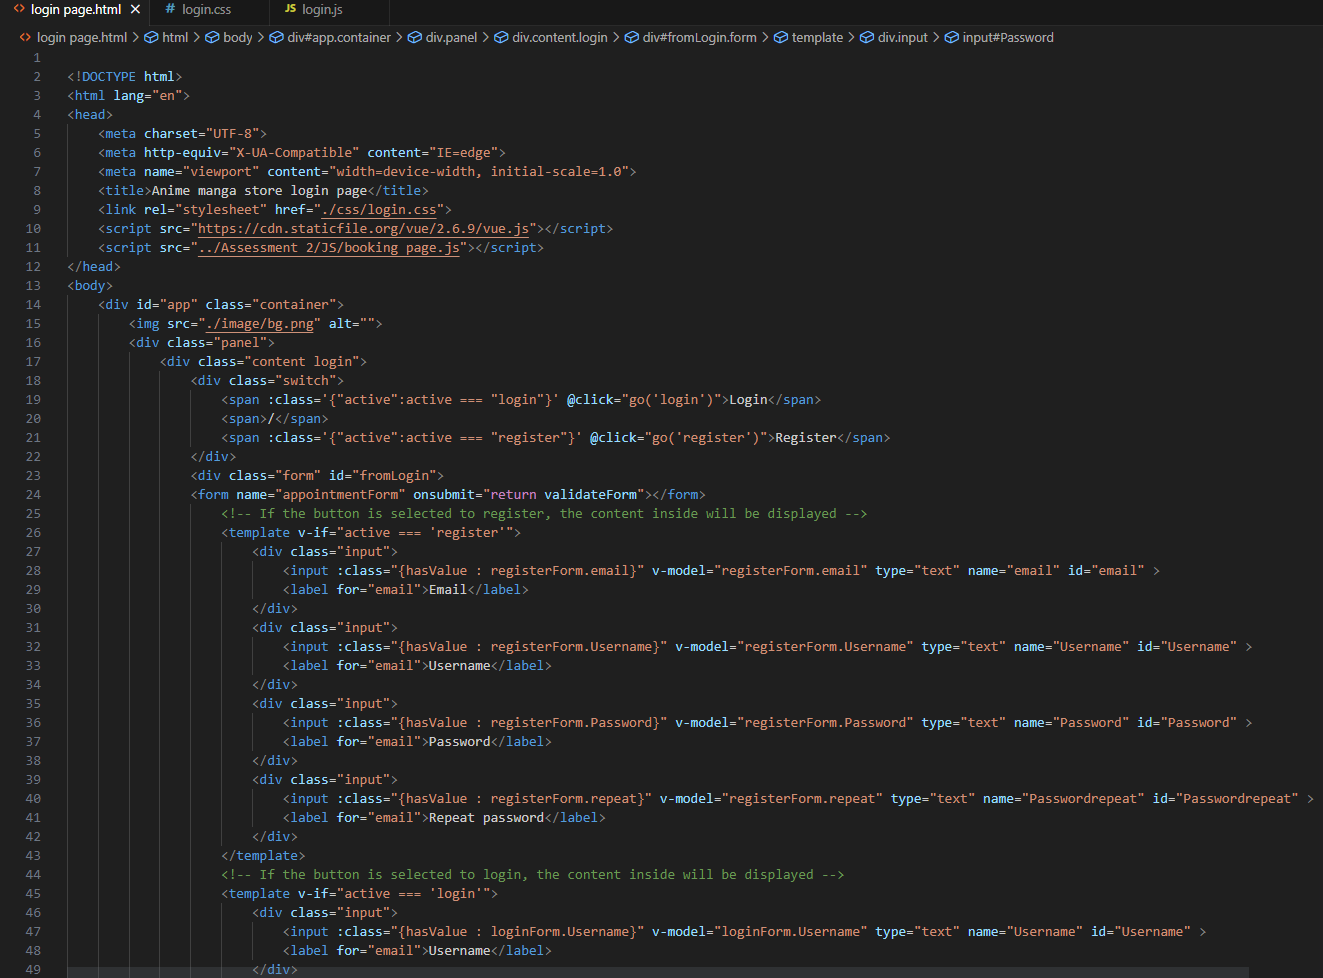 login page.html
login.css
JS login.js
login page.html > html > body > div#app.container > div.panel > div.content.login > div#fromLogin.form > template > div.input > input#Password
1
2 <!DOCTYPE html>
3 <html lang="en">
4 <head>
5 <meta charset="UTF-8">
6 <meta http-equiv="X-UA-Compatible" content="IE=edge">
7 <meta name="viewport" content="width=device-width, initial-scale=1.0">
8 <title>Anime manga store login page</title>
9 <link rel="stylesheet" href="./css/login.css">
10 <script src="https://cdn.staticfile.org/vue/2.6.9/vue.js"></script>
11 <script src="../Assessment 2/JS/booking page.js"></script>
12 </head>
13 <body>
14 <div id="app" class="container">
15 <img src="./image/bg.png" alt="">
16 <div class="panel">
17 <div class="content login">
18 <div class="switch">
19 <span :class='{"active":active === "login"}' @click="go('login')">Login</span>
20 <span>/</span>
21 <span :class='{"active":active === "register"}' @click="go('register')">Register</span>
22 </div>
23 <div class="form" id="fromLogin">
24 <form name="appointmentForm" onsubmit="return validateForm"></form>
25 <!-- If the button is selected to register, the content inside will be displayed -->
26 <template v-if="active === 'register'">
27 <div class="input">
28 <input :class="{hasValue : registerForm.email}" v-model="registerForm.email" type="text" name="email" id="email" >
29 <label for="email">Email</label>
30 </div>
31 <div class="input">
32 <input :class="{hasValue : registerForm.Username}" v-model="registerForm.Username" type="text" name="Username" id="Username" >
33 <label for="email">Username</label>
34 </div>
35 <div class="input">
36 <input :class="{hasValue : registerForm.Password}" v-model="registerForm.Password" type="text" name="Password" id="Password" >
37 <label for="email">Password</label>
38 </div>
39 <div class="input">
40 <input :class="{hasValue : registerForm.repeat}" v-model="registerForm.repeat" type="text" name="Passwordrepeat" id="Passwordrepeat" >
41 <label for="email">Repeat password</label>
42 </div>
43 </template>
44 <!-- If the button is selected to login, the content inside will be displayed -->
45 <template v-if="active === 'login'">
46 <div class="input">
47 <input :class="{hasValue : loginForm.Username}" v-model="loginForm.Username" type="text" name="Username" id="Username" >
48 <label for="email">Username</label>
49 </div>